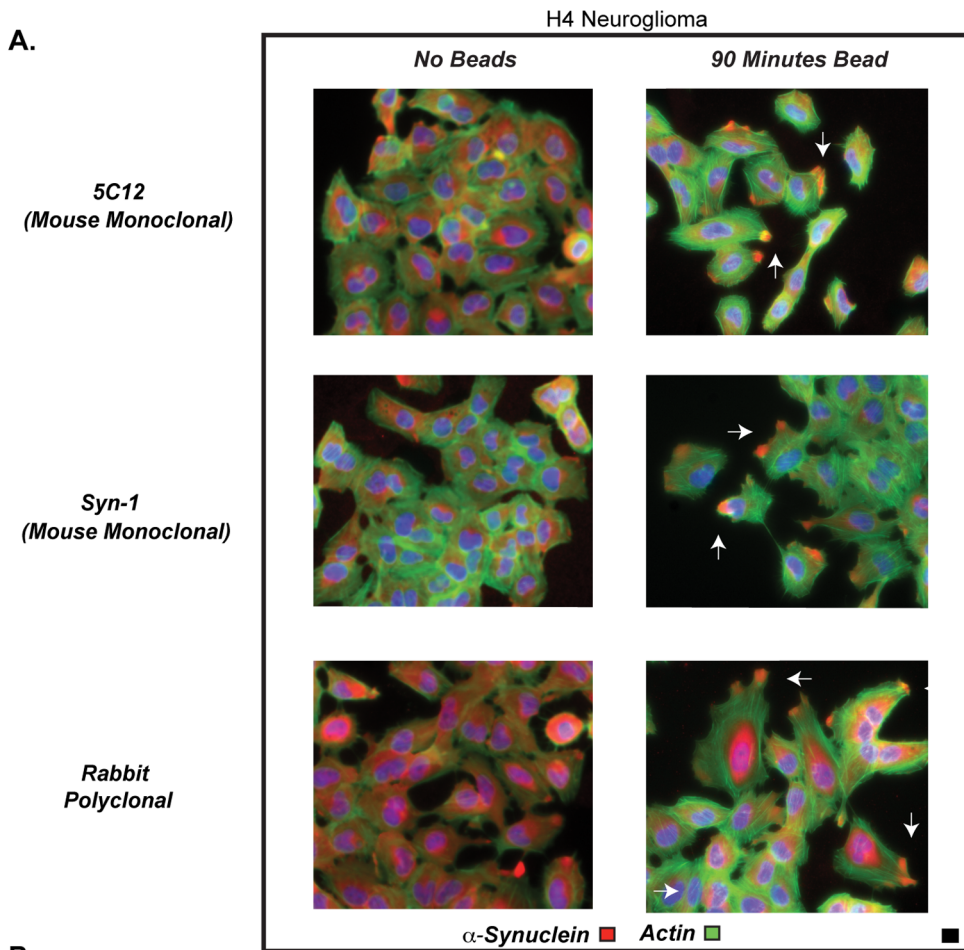 H4 Neuroglioma
A.
No Beads
90 Minutes Bead
5C12
(Mouse Monoclonal)
Syn-1
(Mouse Monoclonal)
Rabbit
Polyclonal
α-Synuclein
Actin